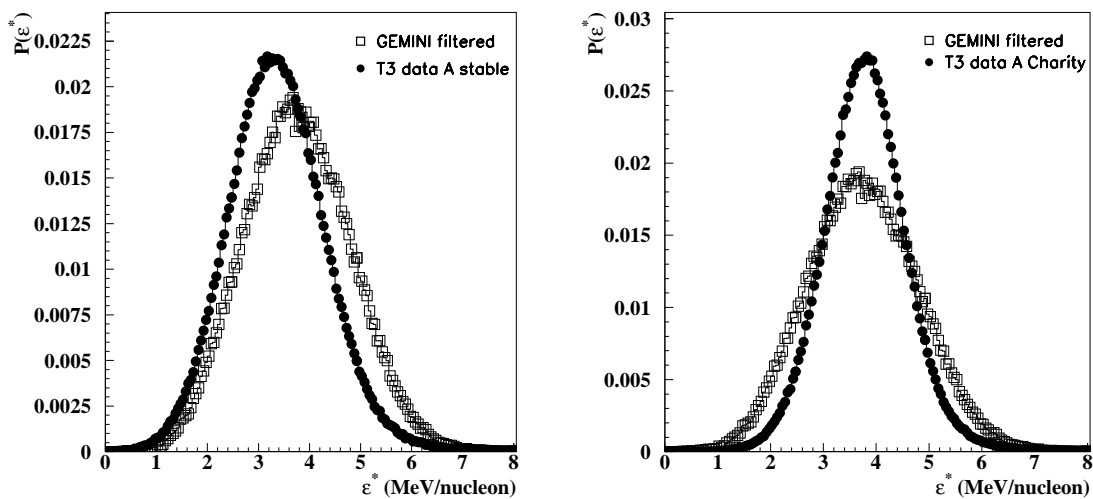 P(ε*)
0.0225
0.02
0.0175
0.015
0.0125
0.01
0.0075
0.005
0.0025
0
GEMINI filtered
T3 data A stable
0 1 2 3 4 5 6 7 8
ε* (MeV/nucleon)
P(ε*)
0.03
0.025
0.02
0.015
0.01
0.005
0
GEMINI filtered
T3 data A Charity
0 1 2 3 4 5 6 7 8
ε* (MeV/nucleon)